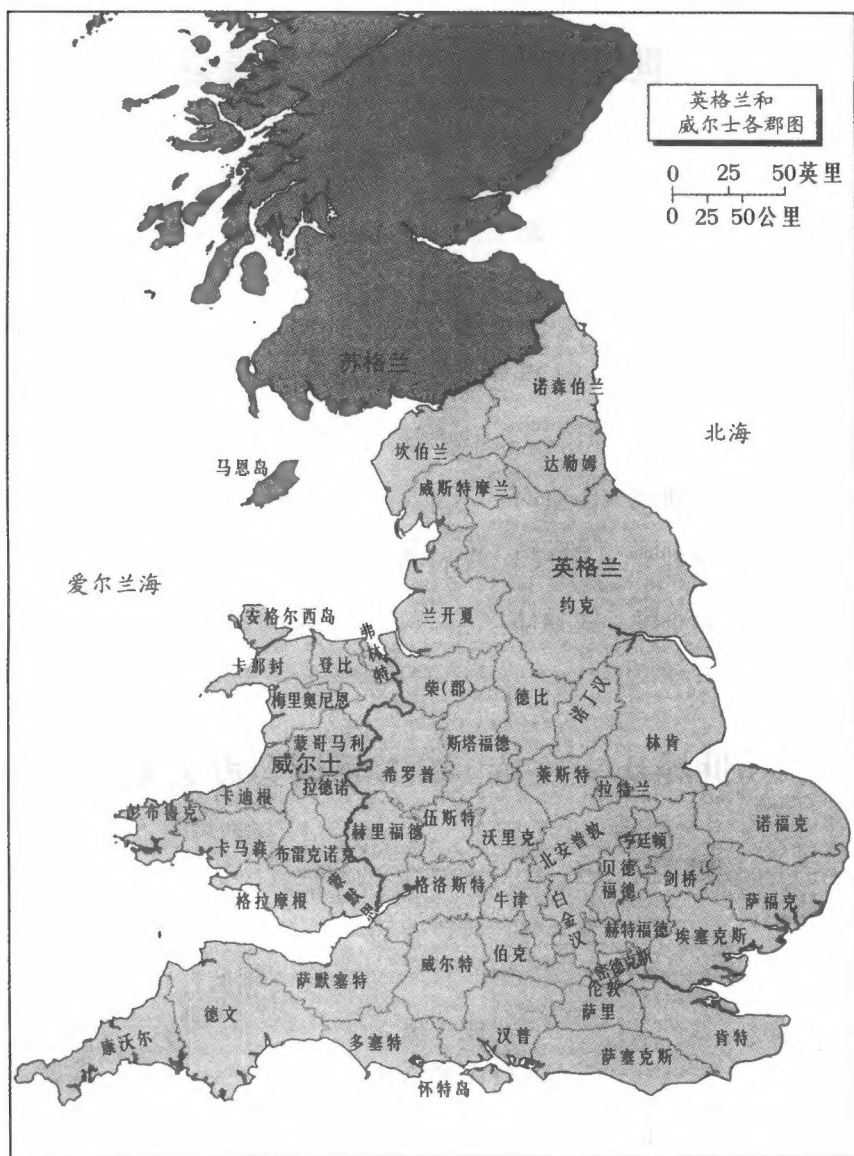 英格兰和
威尔士各郡图
0 25 50英里
0 25 50公里
苏格兰
诺森伯兰
北海
坎伯兰
达勒姆
马恩岛
威斯特摩兰
英格兰
爱尔兰海
约克
安格尔西岛
兰开夏
弗林特
卡那封
登比
柴(郡)
德比
诺丁汉
梅里奥尼恩
林肯
蒙哥马利
斯塔福德
威尔士
希罗普
莱斯特
拉德诺
拉特兰
卡迪根
彭布鲁克
诺福克
伍斯特
赫里福德
沃里克
北安普敦
亨廷顿
卡马森
布雷克诺克
贝德
福德
剑桥
格拉摩根
蒙默思
格洛斯特
牛津
白金汉
萨福克
赫特福德
埃塞克斯
威尔特
伯克
萨默塞特
伦敦
德文
萨里
康沃尔
多塞特
汉普
肯特
萨塞克斯
怀特岛